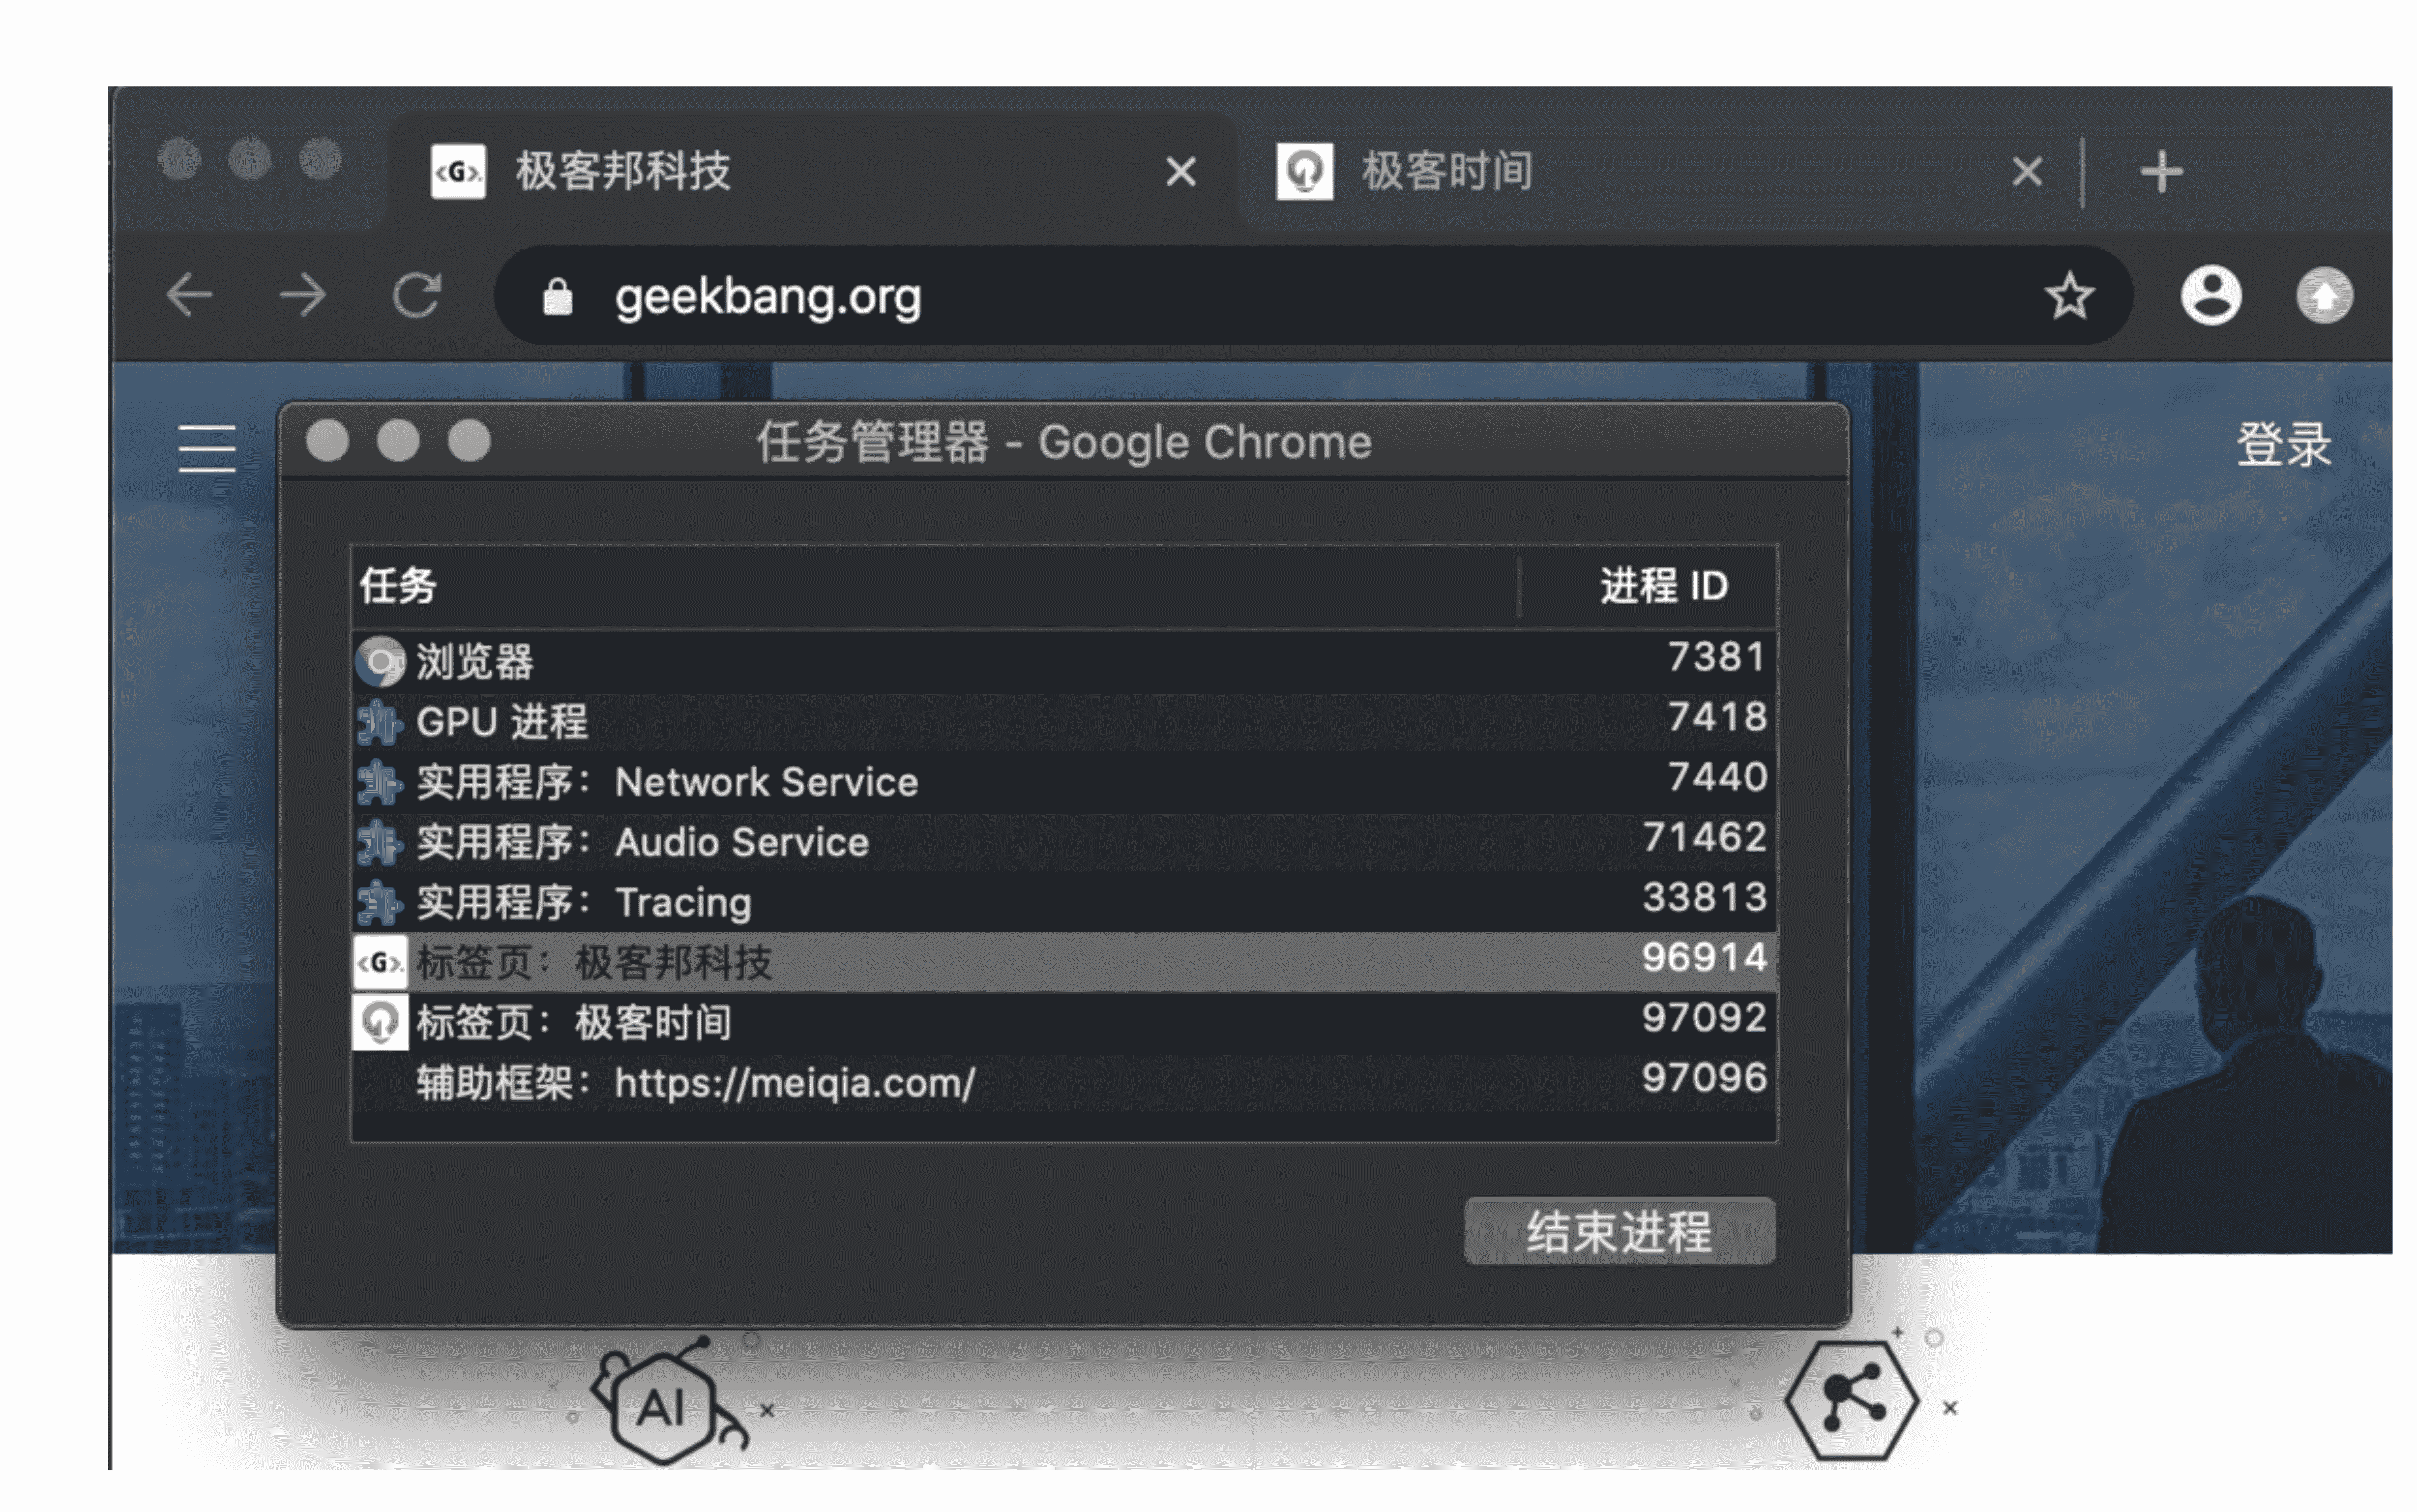 <G>. 极客邦科技
极客时间
geekbang.org
登录
任务管理器 - Google Chrome
任务 进程 ID
浏览器 7381
GPU 进程 7418
实用程序：Network Service 7440
实用程序：Audio Service 71462
实用程序：Tracing 33813
<G>. 标签页：极客邦科技 96914
标签页：极客时间 97092
辅助框架：https://meiqia.com/ 97096
结束进程
AI